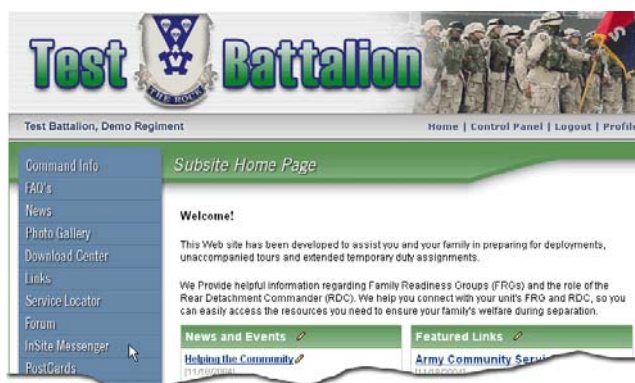 Test Battalion
THE ROCK
Test Battalion, Demo Regiment
Home | Control Panel | Logout | Profile
Command Info
FAQ's
News
Photo Gallery
Download Center
Links
Service Locator
Forum
InSite Messenger
PostCards
Subsite Home Page
Welcome!
This Web site has been developed to assist you and your family in preparing for deployments,
unaccompanied tours and extended temporary duty assignments.
We Provide helpful information regarding Family Readiness Groups (FRGs) and the role of the
Rear Detachment Commander (RDC). We help you connect with your unit's FRG and RDC, so you
can easily access the resources you need to ensure your family's welfare during separation.
News and Events
Helping the Community
[11/18/2004]
Featured Links
Army Community